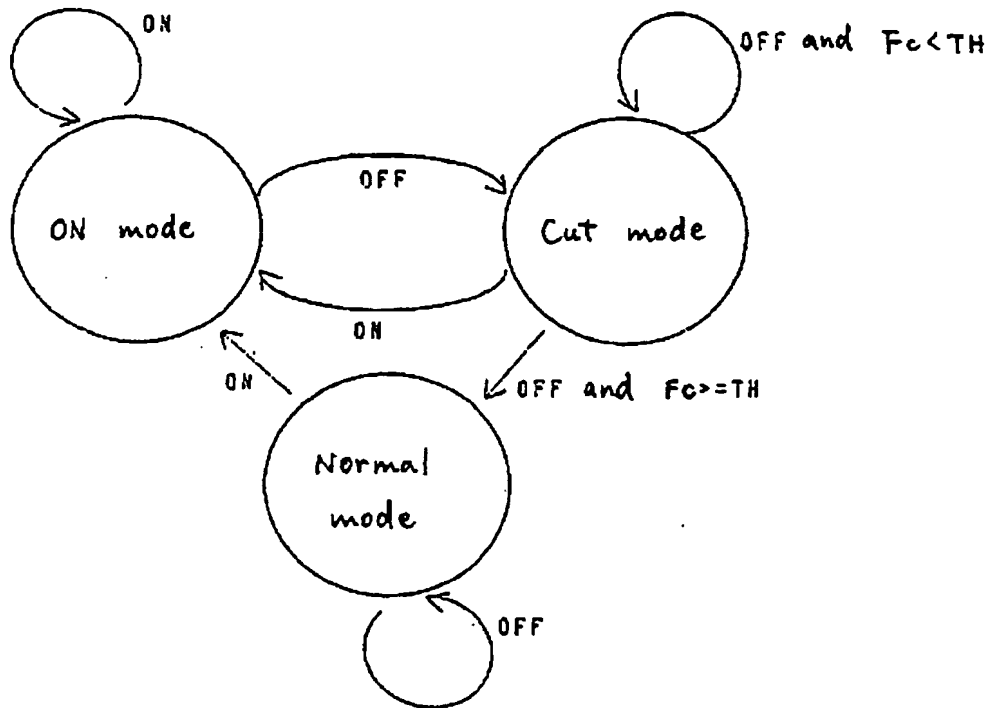 ON
OFF and Fc<TH
OFF
ON mode
Cut mode
ON
ON
OFF and Fc>=TH
Normal
mode
OFF